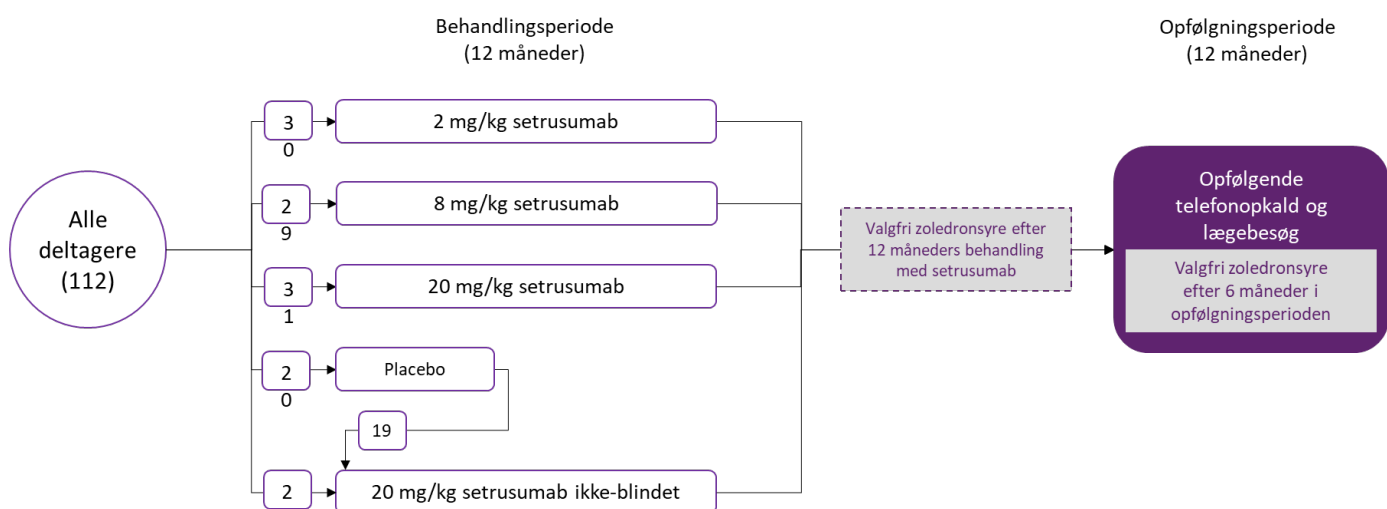 Behandlingsperiode
(12 måneder)
Opfølgningsperiode
(12 måneder)
Alle
deltagere
(112)
3
0
2 mg/kg setrusumab
2
9
8 mg/kg setrusumab
3
1
20 mg/kg setrusumab
2
0
Placebo
19
2
20 mg/kg setrusumab ikke-blindet
Valgfri zoledronsyre efter
12 måneders behandling
med setrusumab
Opfølgende
telefonopkald og
lægebesøg
Valgfri zoledronsyre
efter 6 måneder i
opfølgningsperioden